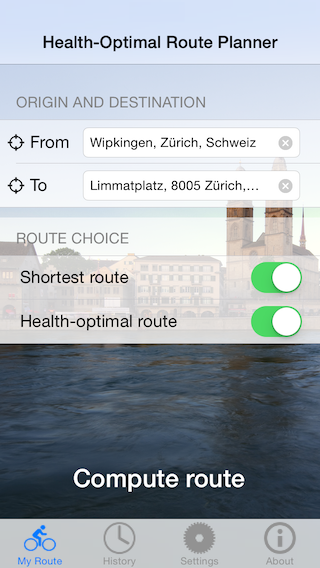 Health-Optimal Route Planner
ORIGIN AND DESTINATION
From Wipkingen, Zürich, Schweiz
To Limmatplatz, 8005 Zürich,...
ROUTE CHOICE
Shortest route
Health-optimal route
Compute route
My Route History Settings About